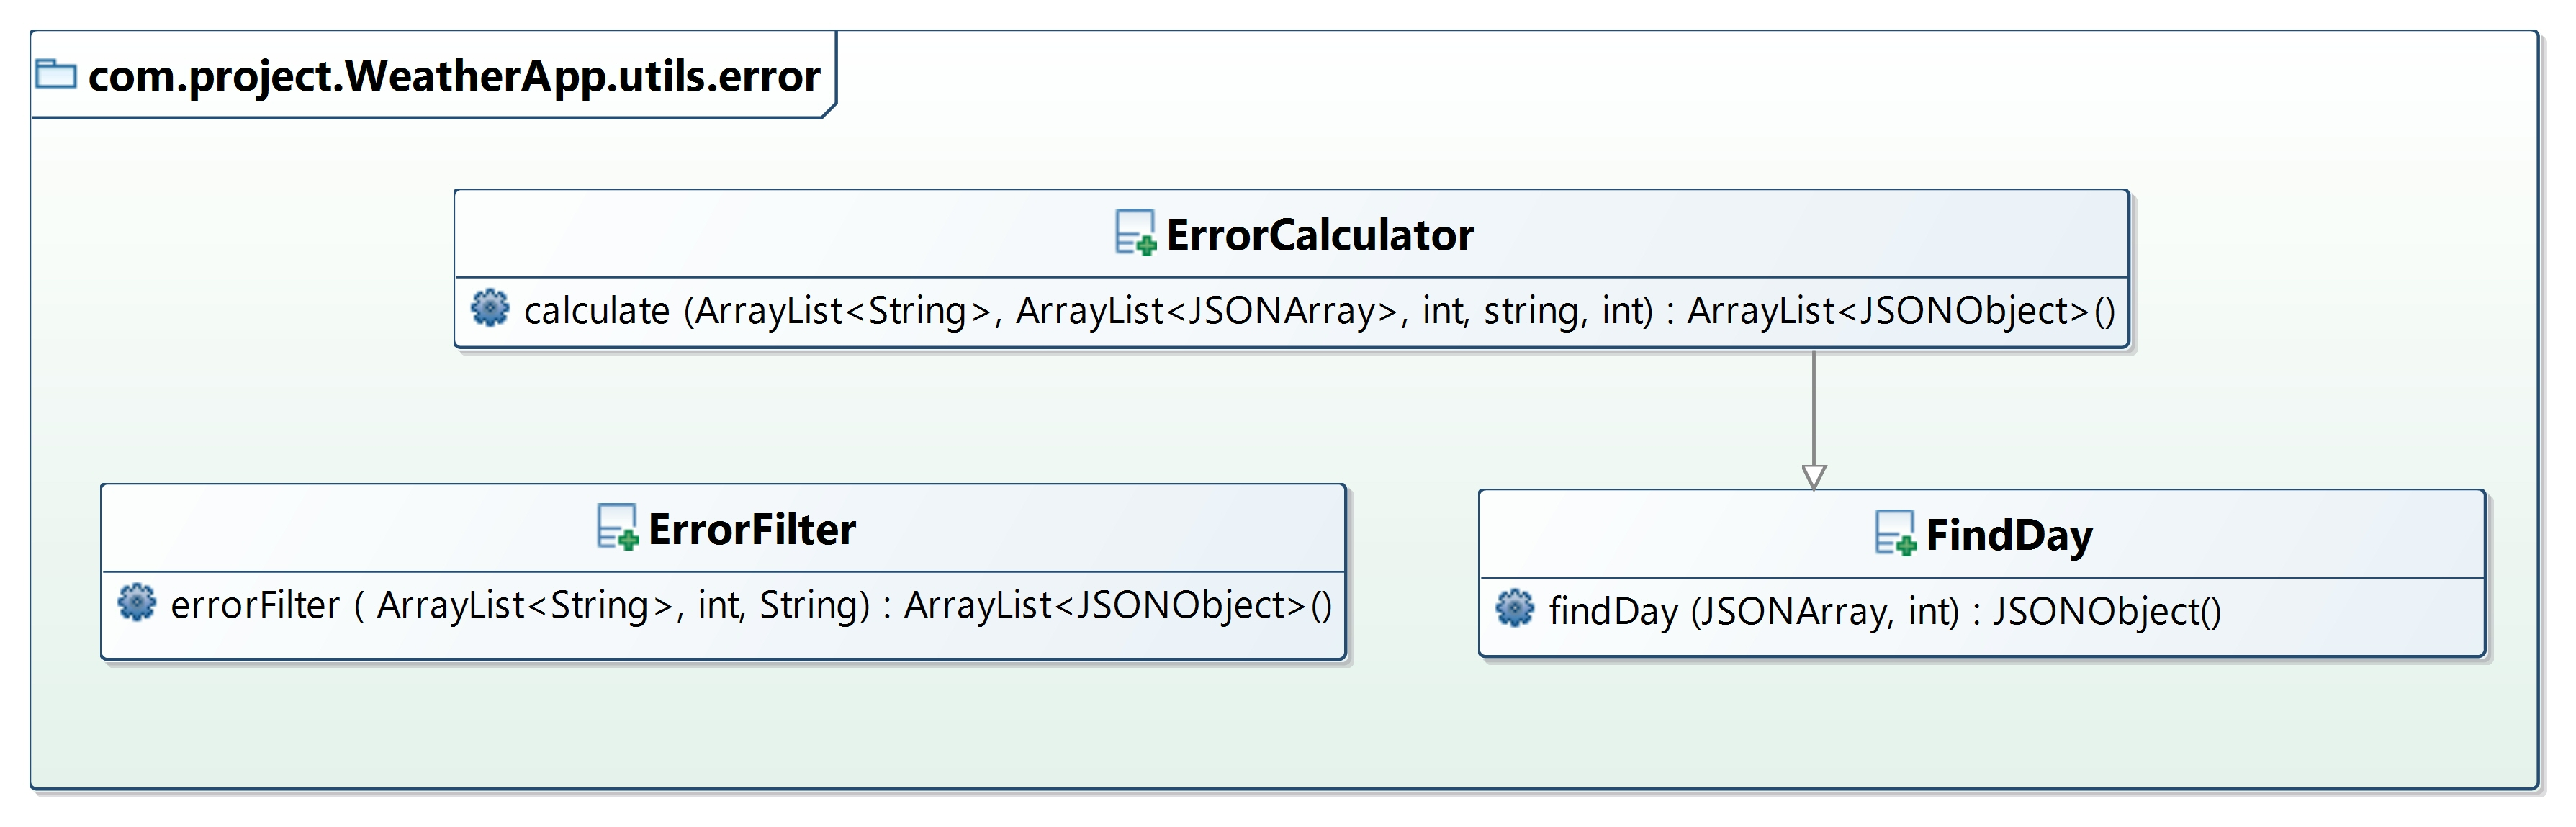 com.project.WeatherApp.utils.error
ErrorCalculator
calculate (ArrayList<String>, ArrayList<JSONArray>, int, string, int) : ArrayList<JSONObject>()
ErrorFilter
errorFilter ( ArrayList<String>, int, String) : ArrayList<JSONObject>()
FindDay
findDay (JSONArray, int) : JSONObject()